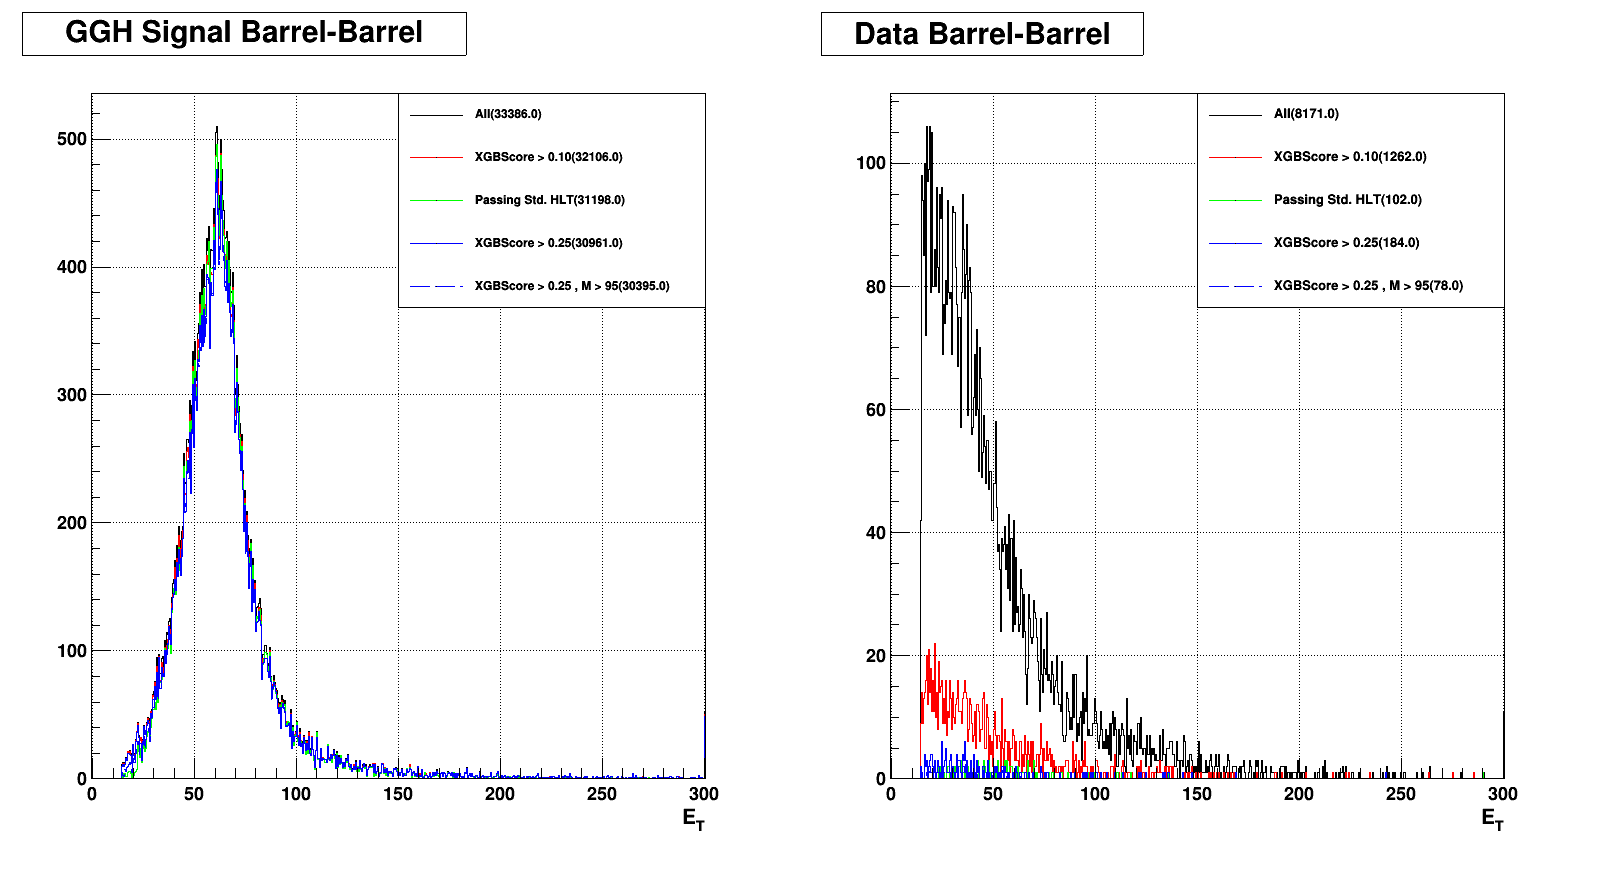 GGH Signal Barrel-Barrel
All(33386.0)
XGBScore > 0.10(32106.0)
Passing Std. HLT(31198.0)
XGBScore > 0.25(30961.0)
XGBScore > 0.25 , M > 95(30395.0)
500
400
300
200
100
0
0 50 100 150 200 250 300
E_T
Data Barrel-Barrel
All(8171.0)
XGBScore > 0.10(1262.0)
Passing Std. HLT(102.0)
XGBScore > 0.25(184.0)
XGBScore > 0.25 , M > 95(78.0)
100
80
60
40
20
0
0 50 100 150 200 250 300
E_T